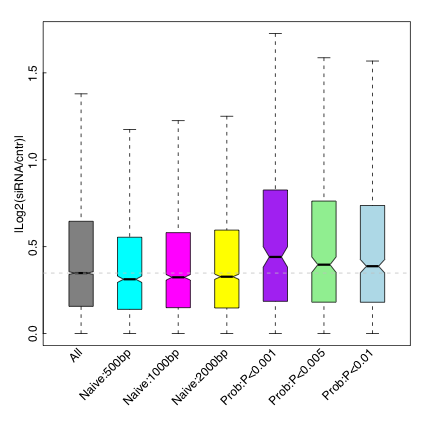 |Log2(siRNA/cntr)|
1.5
1.0
0.5
0.0
All
Naive:500bp
Naive:1000bp
Naive:2000bp
Prob:P<0.001
Prob:P<0.005
Prob:P<0.01